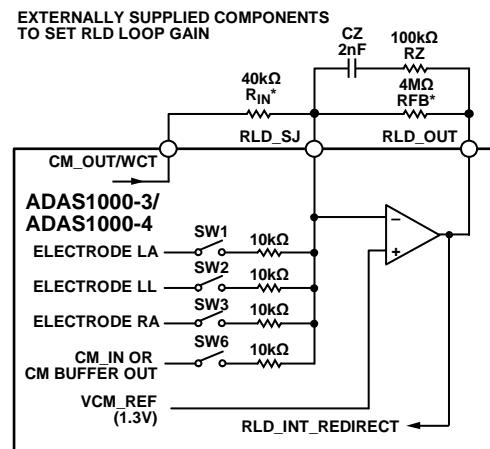 EXTERNALLY SUPPLIED COMPONENTS
TO SET RLD LOOP GAIN
CZ
2nF
100kΩ
RZ
40kΩ
RIN*
4MΩ
RFB*
RLD_SJ
RLD_OUT
CM_OUT/WCT
ADAS1000-3/
ADAS1000-4
SW1
10kΩ
ELECTRODE LA
SW2
10kΩ
ELECTRODE LL
SW3
10kΩ
ELECTRODE RA
SW6
10kΩ
CM_IN OR
CM BUFFER OUT
−
+
VCM_REF
(1.3V)
RLD_INT_REDIRECT